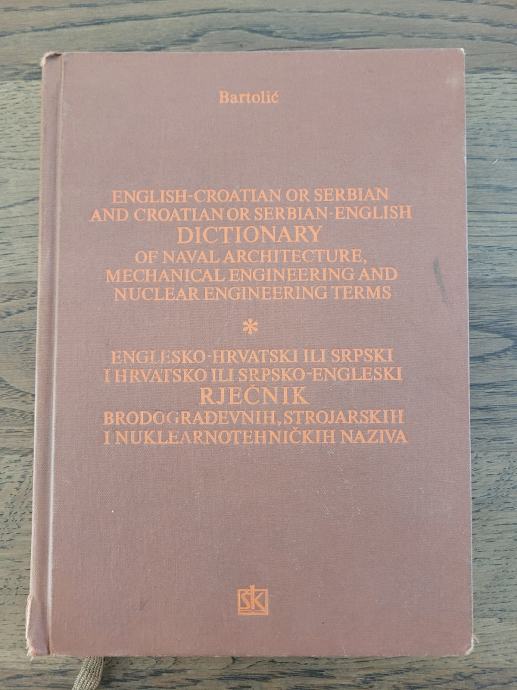 Bartolić
ENGLISH-CROATIAN OR SERBIAN
AND CROATIAN OR SERBIAN-ENGLISH
DICTIONARY
OF NAVAL ARCHITECTURE,
MECHANICAL ENGINEERING AND
NUCLEAR ENGINEERING TERMS
*
ENGLESKO-HRVATSKI ILI SRPSKI
I HRVATSKO ILI SRPSKO-ENGLESKI
RJEČNIK
BRODOGRAĐEVNIH, STROJARSKIH
I NUKLEARNOTEHNIČKIH NAZIVA
šk